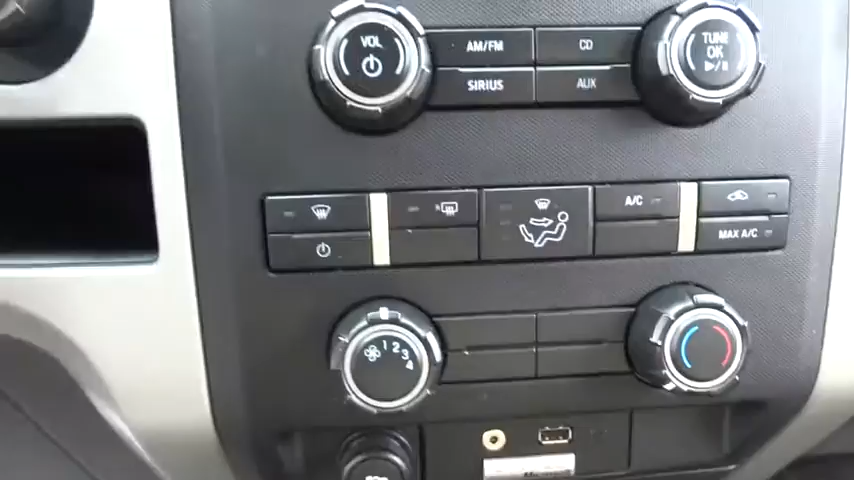 VOL
AM/FM
CD
SIRIUS
AUX
TUNE
OK
A/C
MAX A/C
1 2 3 4